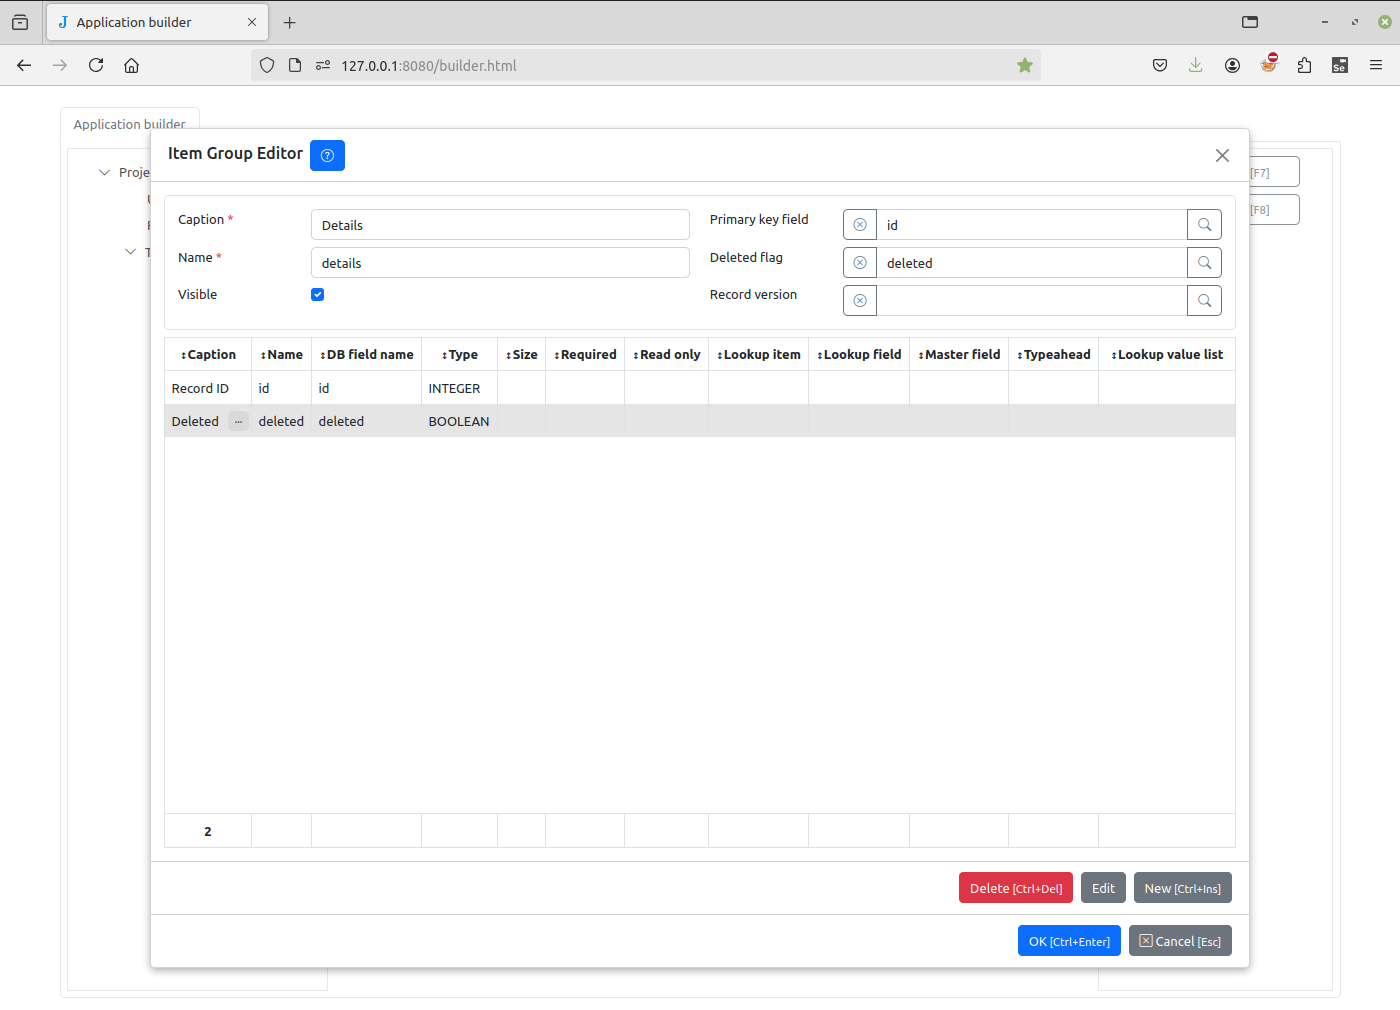 Application builder
127.0.0.1:8080/builder.html
Application builder
Item Group Editor
Proje
[F7]
[F8]
Caption *
Details
Primary key field
id
Name *
details
Deleted flag
deleted
Visible
Record version
Caption Name DB field name Type Size Required Read only Lookup item Lookup field Master field Typeahead Lookup value list
Record ID id id INTEGER
Deleted ... deleted deleted BOOLEAN
2
Delete [Ctrl+Del] Edit New [Ctrl+Ins]
OK [Ctrl+Enter] Cancel [Esc]